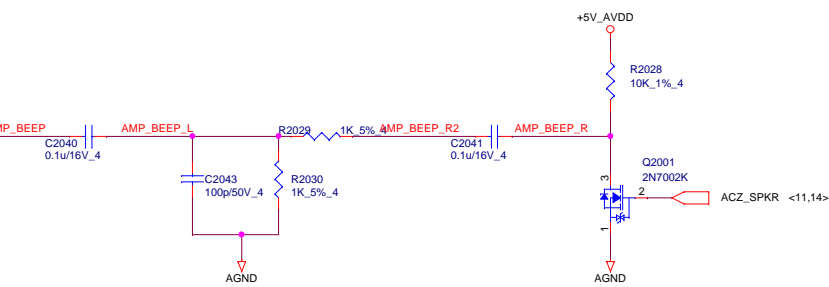 +5V_AVDD
R2028
10K_1%_4
MP_BEEP
AMP_BEEP_L
R2029
1K_5%_4
AMP_BEEP_R2
AMP_BEEP_R
C2040
0.1u/16V_4
C2041
0.1u/16V_4
Q2001
2N7002K
C2043
100p/50V_4
R2030
1K_5%_4
3
2
1
ACZ_SPKR <11,14>
AGND
AGND